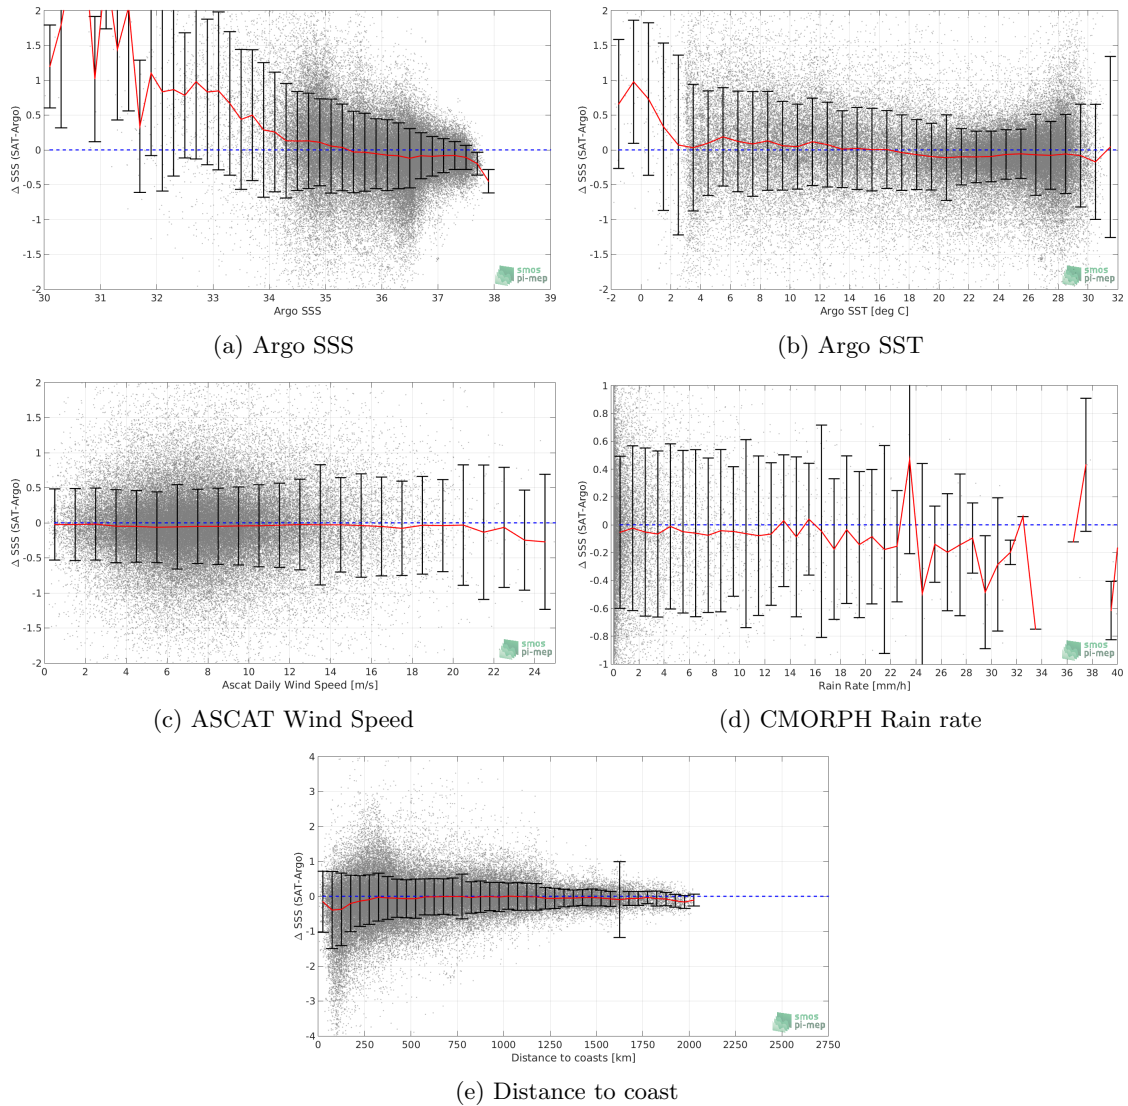 2
1.5
1
0.5
0
-0.5
-1
-1.5
-2
Δ SSS (SAT-Argo)
30 31 32 33 34 35 36 37 38 39
Argo SSS
smos
pi-mep
(a) Argo SSS
2
1.5
1
0.5
0
-0.5
-1
-1.5
-2
Δ SSS (SAT-Argo)
-2 0 2 4 6 8 10 12 14 16 18 20 22 24 26 28 30 32
Argo SST [deg C]
smos
pi-mep
(b) Argo SST
2
1.5
1
0.5
0
-0.5
-1
-1.5
-2
Δ SSS (SAT-Argo)
0 2 4 6 8 10 12 14 16 18 20 22 24
Ascat Daily Wind Speed [m/s]
smos
pi-mep
(c) ASCAT Wind Speed
1
0.8
0.6
0.4
0.2
0
-0.2
-0.4
-0.6
-0.8
-1
Δ SSS (SAT-Argo)
0 2 4 6 8 10 12 14 16 18 20 22 24 26 28 30 32 34 36 38 40
Rain Rate [mm/h]
smos
pi-mep
(d) CMORPH Rain rate
4
3
2
1
0
-1
-2
-3
-4
Δ SSS (SAT-Argo)
0 250 500 750 1000 1250 1500 1750 2000 2250 2500 2750
Distance to coasts [km]
smos
pi-mep
(e) Distance to coast